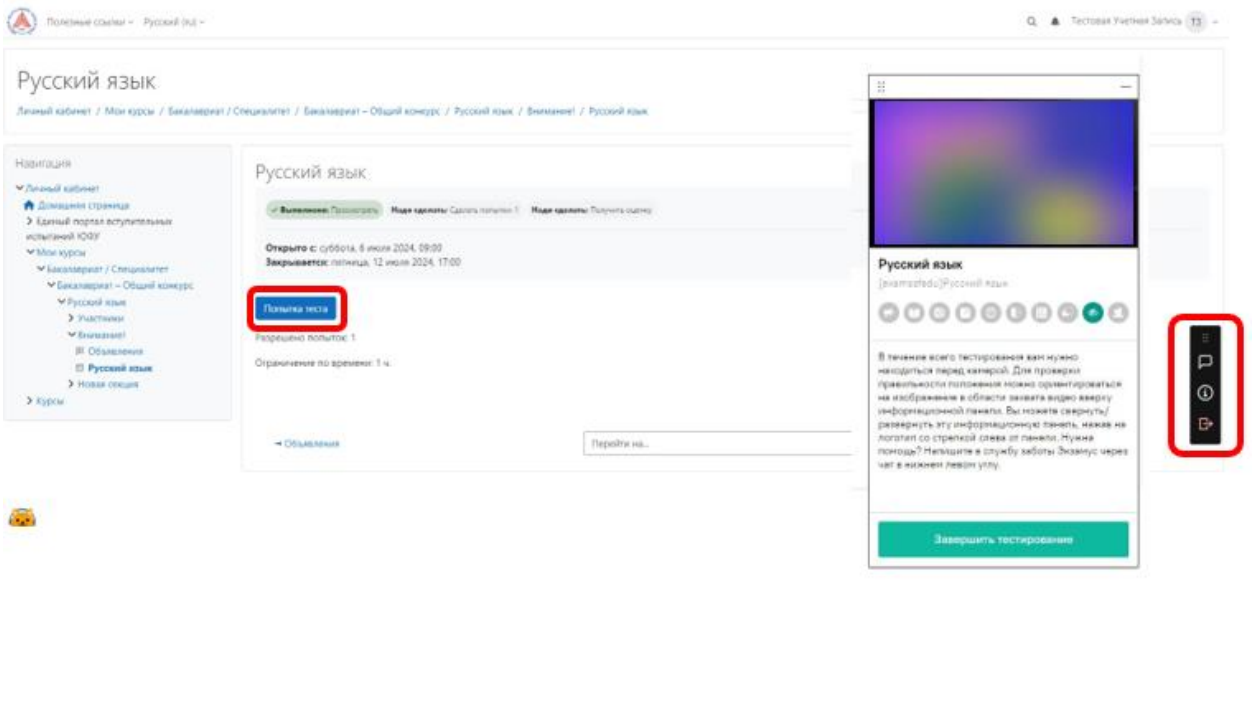 Полезные ссылки
Русский (ru)
Тестовая Учетная Запись
ТЗ
Русский язык
Личный кабинет / Мои курсы / Бакалавриат / Специалитет / Бакалавриат – Общий конкурс / Русский язык / Внимание! / Русский язык
Навигация
Личный кабинет
Домашняя страница
Единый портал вступительных
испытаний ЮФУ
Мои курсы
Бакалавриат / Специалитет
Бакалавриат – Общий конкурс
Русский язык
Участники
Внимание!
Объявления
Русский язык
Новая секция
Курсы
Русский язык
Выполнено: Просмотреть
Надо сделать: Сделать попытки: 1
Надо сделать: Получить оценку
Открыто с: суббота, 6 июля 2024, 09:00
Закрывается: пятница, 12 июля 2024, 17:00
Попытка теста
Разрешено попыток: 1
Ограничение по времени: 1 ч.
Объявления
Перейти на...
Русский язык
[examssfedu]Русский язык
В течение всего тестирования вам нужно
находиться перед камерой. Для проверки
правильности положения можно ориентироваться
на изображение в области захвата видео вверху
информационной панели. Вы можете свернуть/
развернуть эту информационную панель, нажав на
логотип со стрелкой слева от панели. Нужна
помощь? Напишите в службу заботы Экзамус через
чат в нижнем левом углу.
Завершить тестирование